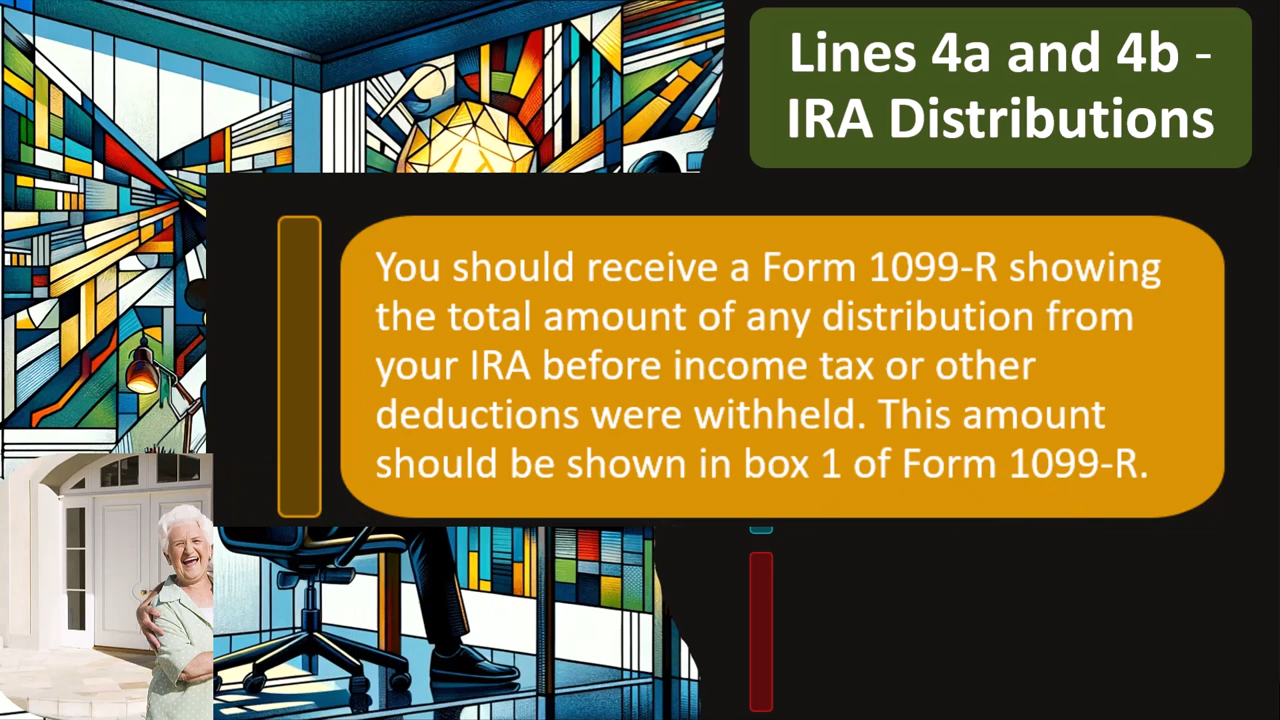 Lines 4a and 4b -
IRA Distributions
You should receive a Form 1099-R showing
the total amount of any distribution from
your IRA before income tax or other
deductions were withheld. This amount
should be shown in box 1 of Form 1099-R.